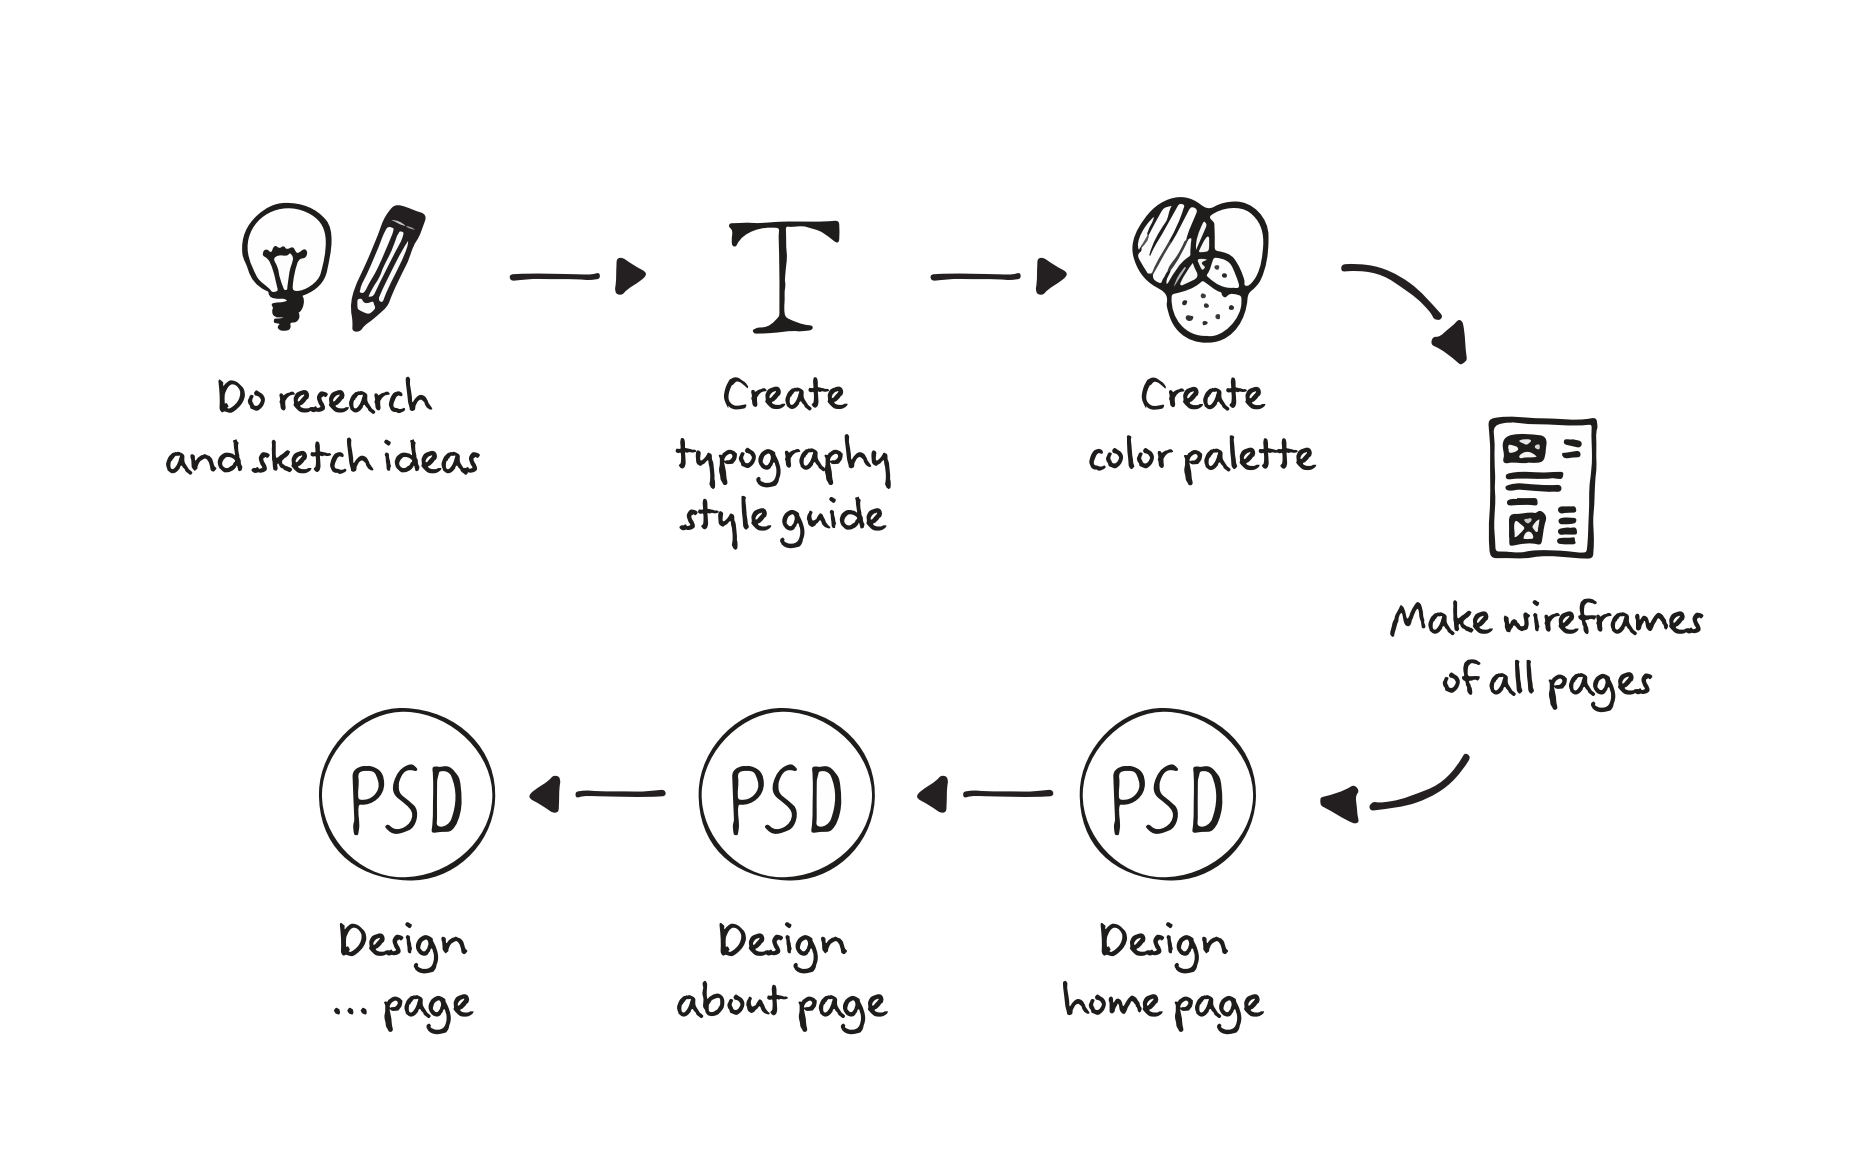 Do research
and sketch ideas
Create
typography
style guide
Create
color palette
Make wireframes
of all pages
PSD
Design
home page
PSD
Design
about page
PSD
Design
... page